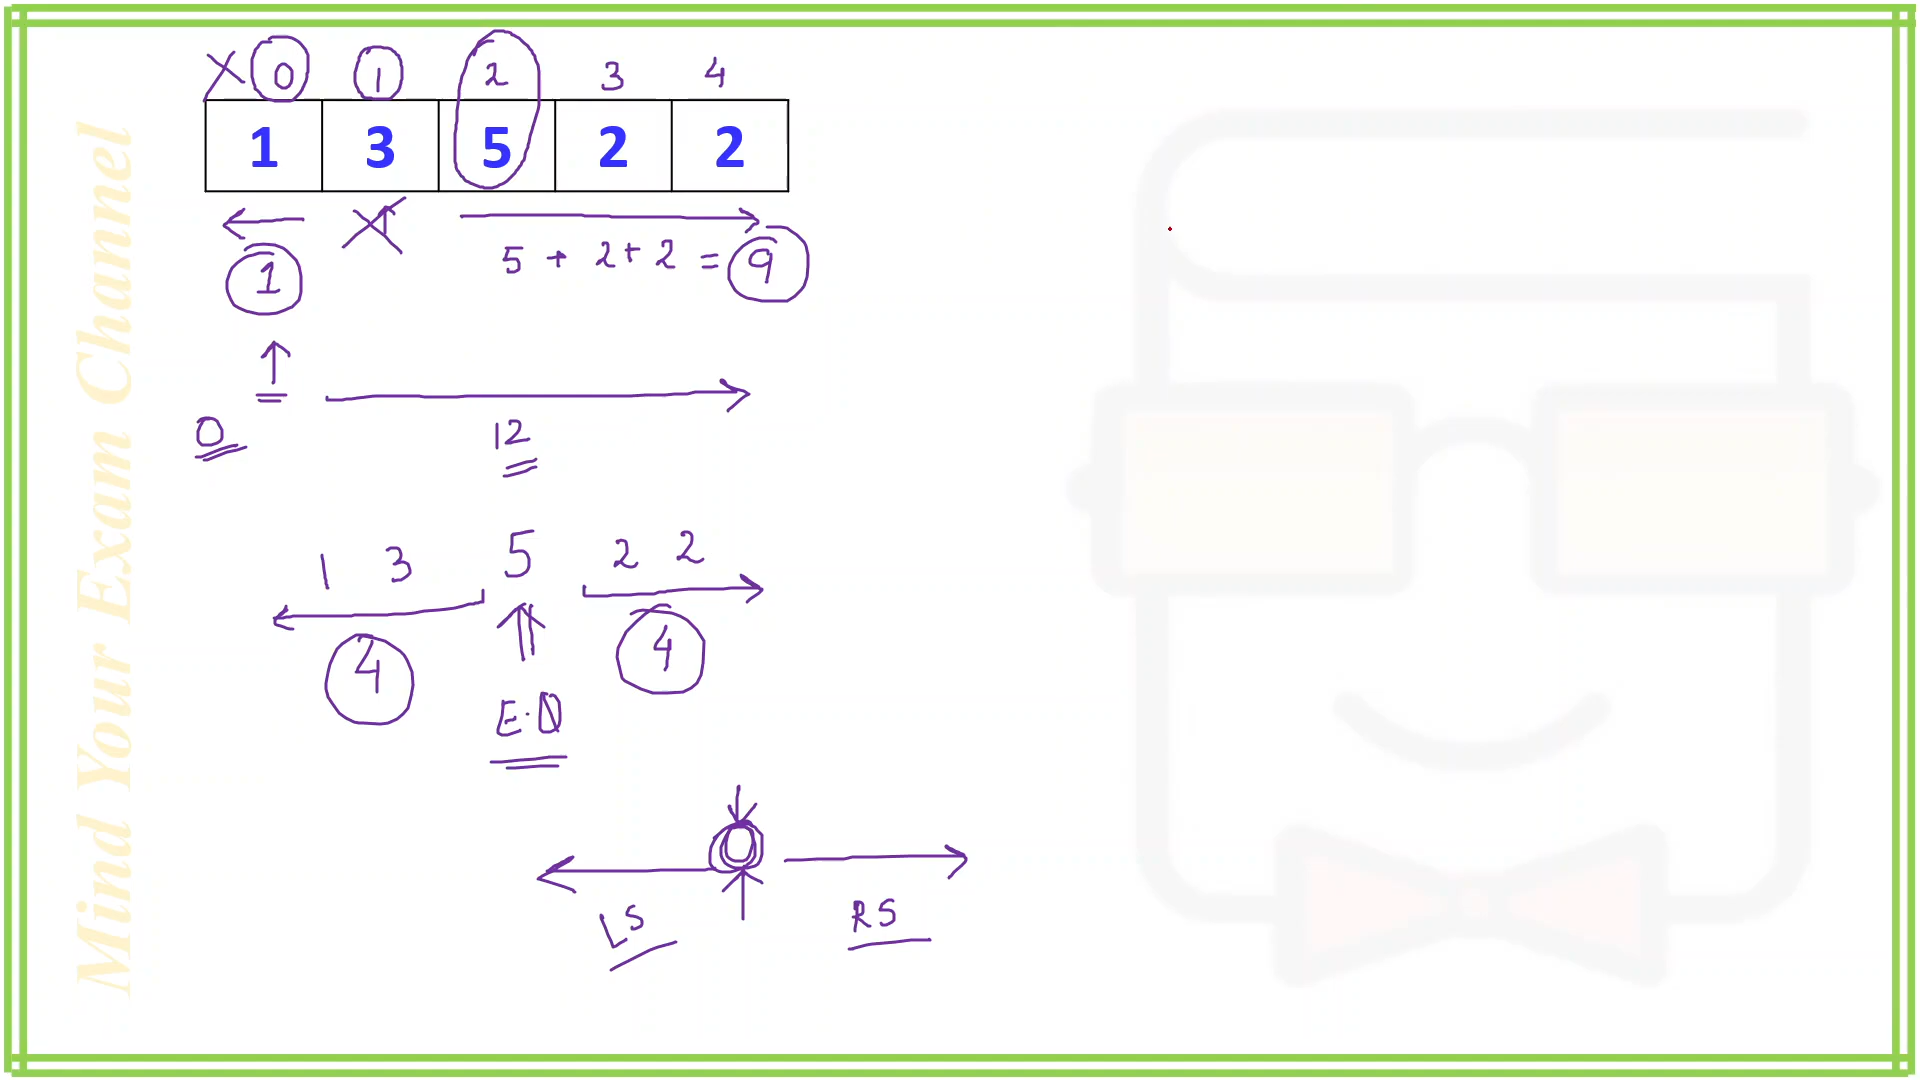 X 0 1 2 3 4
1 3 5 2 2
1 5 + 2 + 2 = 9
0 12
1 3 5 2 2
4 4
E.Q
0
LS RS
Mind Your Exam Channel